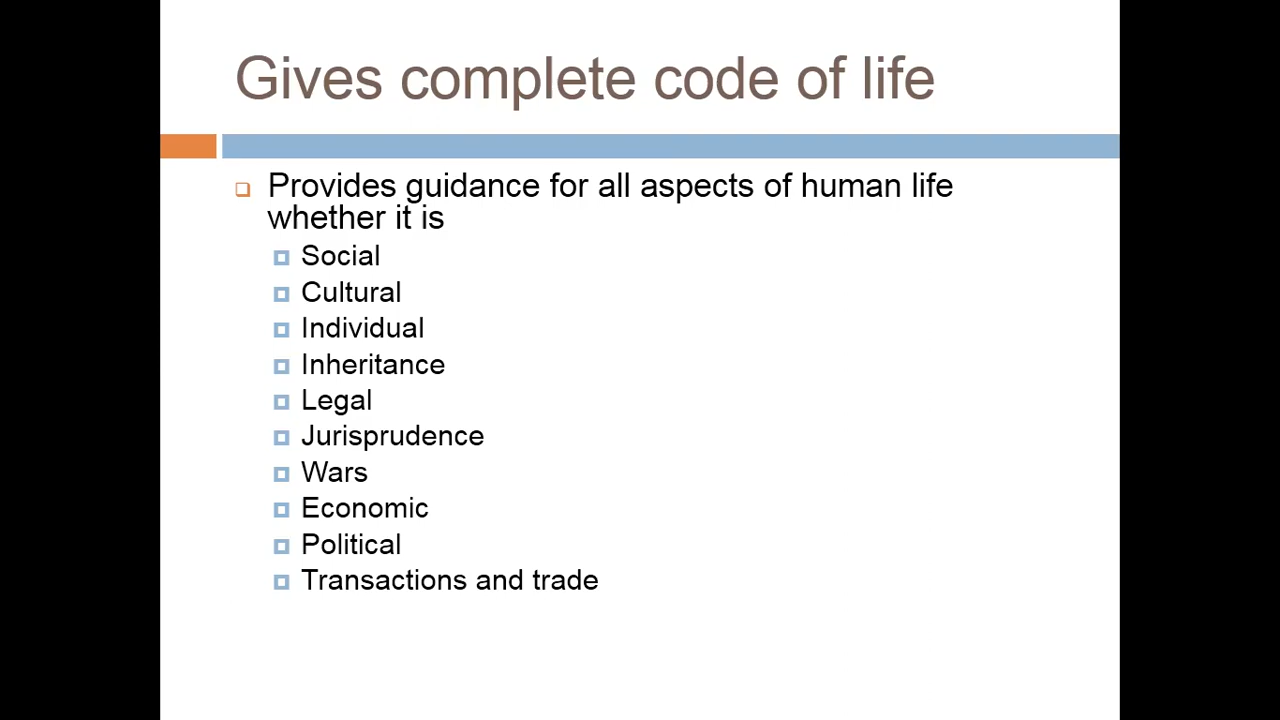 Gives complete code of life
Provides guidance for all aspects of human life
whether it is
Social
Cultural
Individual
Inheritance
Legal
Jurisprudence
Wars
Economic
Political
Transactions and trade